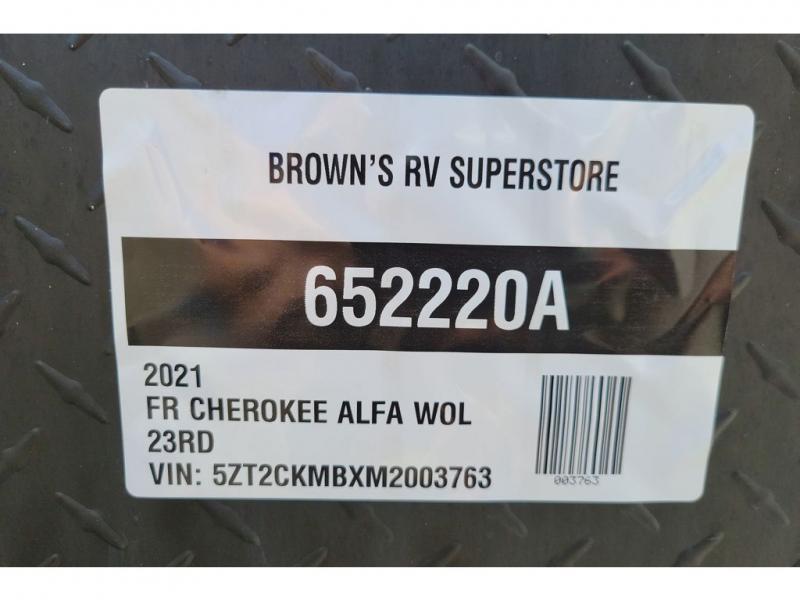 BROWN'S RV SUPERSTORE
652220A
2021
FR CHEROKEE ALFA WOL
23RD
VIN: 5ZT2CKMBXM2003763
003763